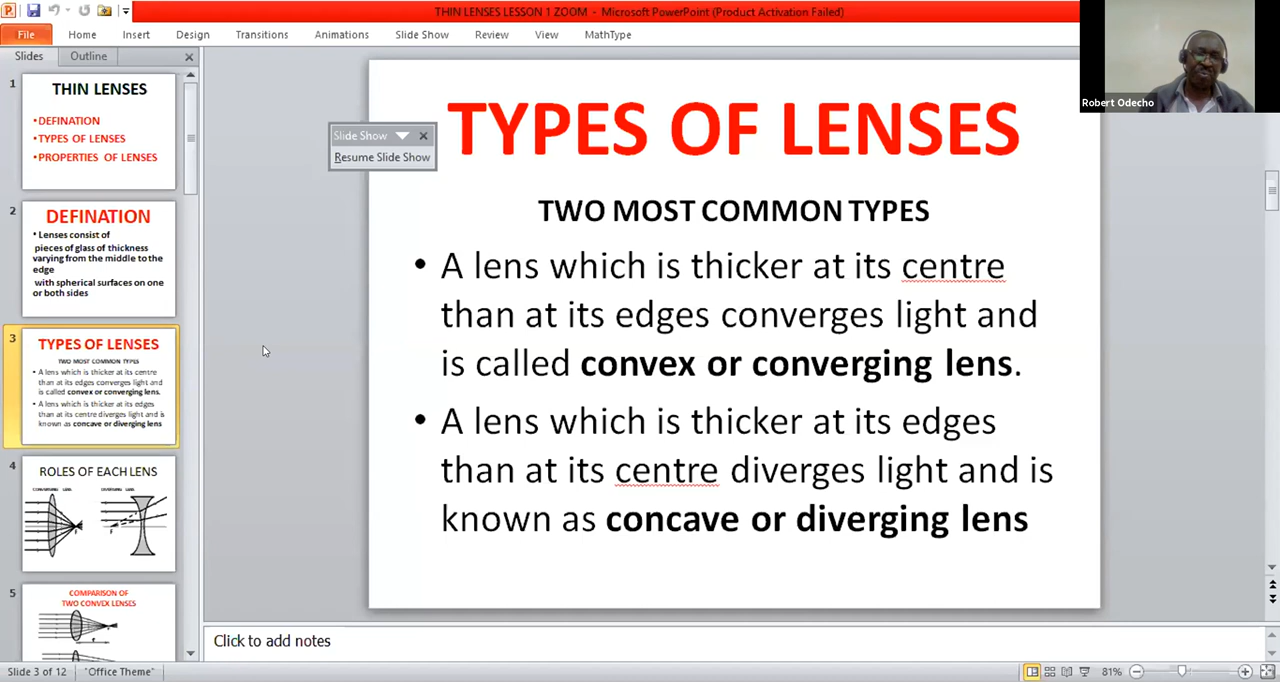 THIN LENSES LESSON 1 ZOOM - Microsoft PowerPoint (Product Activation Failed)
File Home Insert Design Transitions Animations Slide Show Review View MathType
Slides Outline
1
THIN LENSES
•DEFINITION
•TYPES OF LENSES
•PROPERTIES OF LENSES
2
DEFINATION
• Lenses consist of
pieces of glass of thickness
varying from the middle to the
edge
with spherical surfaces on one
or both sides
3
TYPES OF LENSES
TWO MOST COMMON TYPES
• A lens which is thicker at its centre
than at its edges converges light and
is called convex or converging lens.
• A lens which is thicker at its edges
than at its centre diverges light and is
known as concave or diverging lens
4
ROLES OF EACH LENS
CONVERGING LENS DIVERGING LENS
5
COMPARISON OF
TWO CONVEX LENSES
Slide Show
Resume Slide Show
TYPES OF LENSES
TWO MOST COMMON TYPES
• A lens which is thicker at its centre
than at its edges converges light and
is called convex or converging lens.
• A lens which is thicker at its edges
than at its centre diverges light and is
known as concave or diverging lens
Robert Odecho
Click to add notes
Slide 3 of 12 "Office Theme" 81%